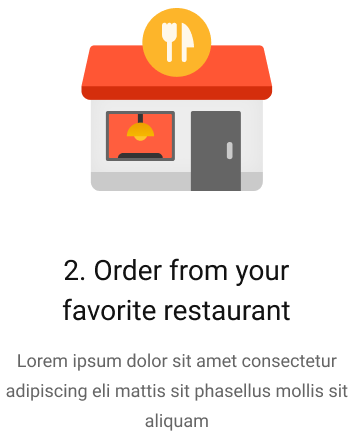 2. Order from your
favorite restaurant
Lorem ipsum dolor sit amet consectetur
adipiscing eli mattis sit phasellus mollis sit
aliquam